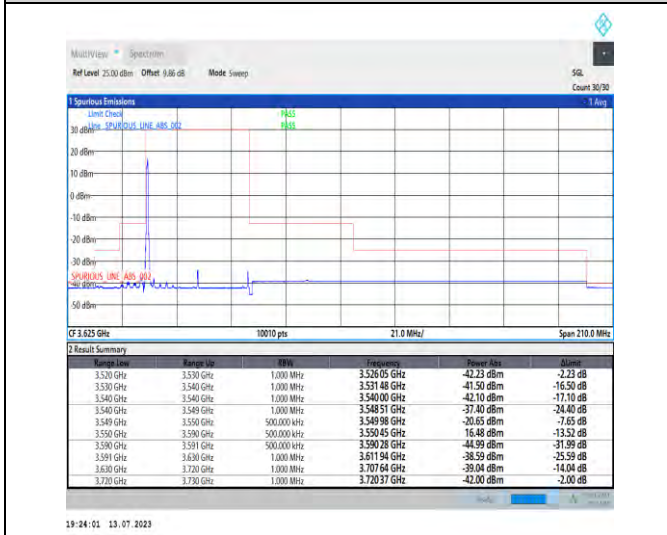 MultiView Spectrum
Ref Level 25.00 dBm Offset 9.86 dB Mode Sweep SGL
Count 30/30
1 Spurious Emissions 1 Avg
Limit Check PASS
Line SPURIOUS_LINE_ABS_002 PASS
30 dBm
20 dBm
10 dBm
0 dBm
-10 dBm
-20 dBm
-30 dBm
SPURIOUS_LINE_ABS_002
-40 dBm
-50 dBm
CF 3.625 GHz 10010 pts 21.0 MHz/ Span 210.0 MHz
2 Result Summary
Range Low Range Up RBW Frequency Power Abs ΔLimit
3.520 GHz 3.530 GHz 1.000 MHz 3.526 05 GHz -42.23 dBm -2.23 dB
3.530 GHz 3.540 GHz 1.000 MHz 3.531 48 GHz -41.50 dBm -16.50 dB
3.540 GHz 3.540 GHz 1.000 MHz 3.540 00 GHz -42.10 dBm -17.10 dB
3.540 GHz 3.549 GHz 1.000 MHz 3.548 51 GHz -37.40 dBm -24.40 dB
3.549 GHz 3.550 GHz 500.000 kHz 3.549 98 GHz -20.65 dBm -7.65 dB
3.550 GHz 3.590 GHz 500.000 kHz 3.550 45 GHz 16.48 dBm -13.52 dB
3.590 GHz 3.591 GHz 500.000 kHz 3.590 28 GHz -44.99 dBm -31.99 dB
3.591 GHz 3.630 GHz 1.000 MHz 3.611 94 GHz -38.59 dBm -25.59 dB
3.630 GHz 3.720 GHz 1.000 MHz 3.707 64 GHz -39.04 dBm -14.04 dB
3.720 GHz 3.730 GHz 1.000 MHz 3.720 37 GHz -42.00 dBm -2.00 dB
19:24:01 13.07.2023